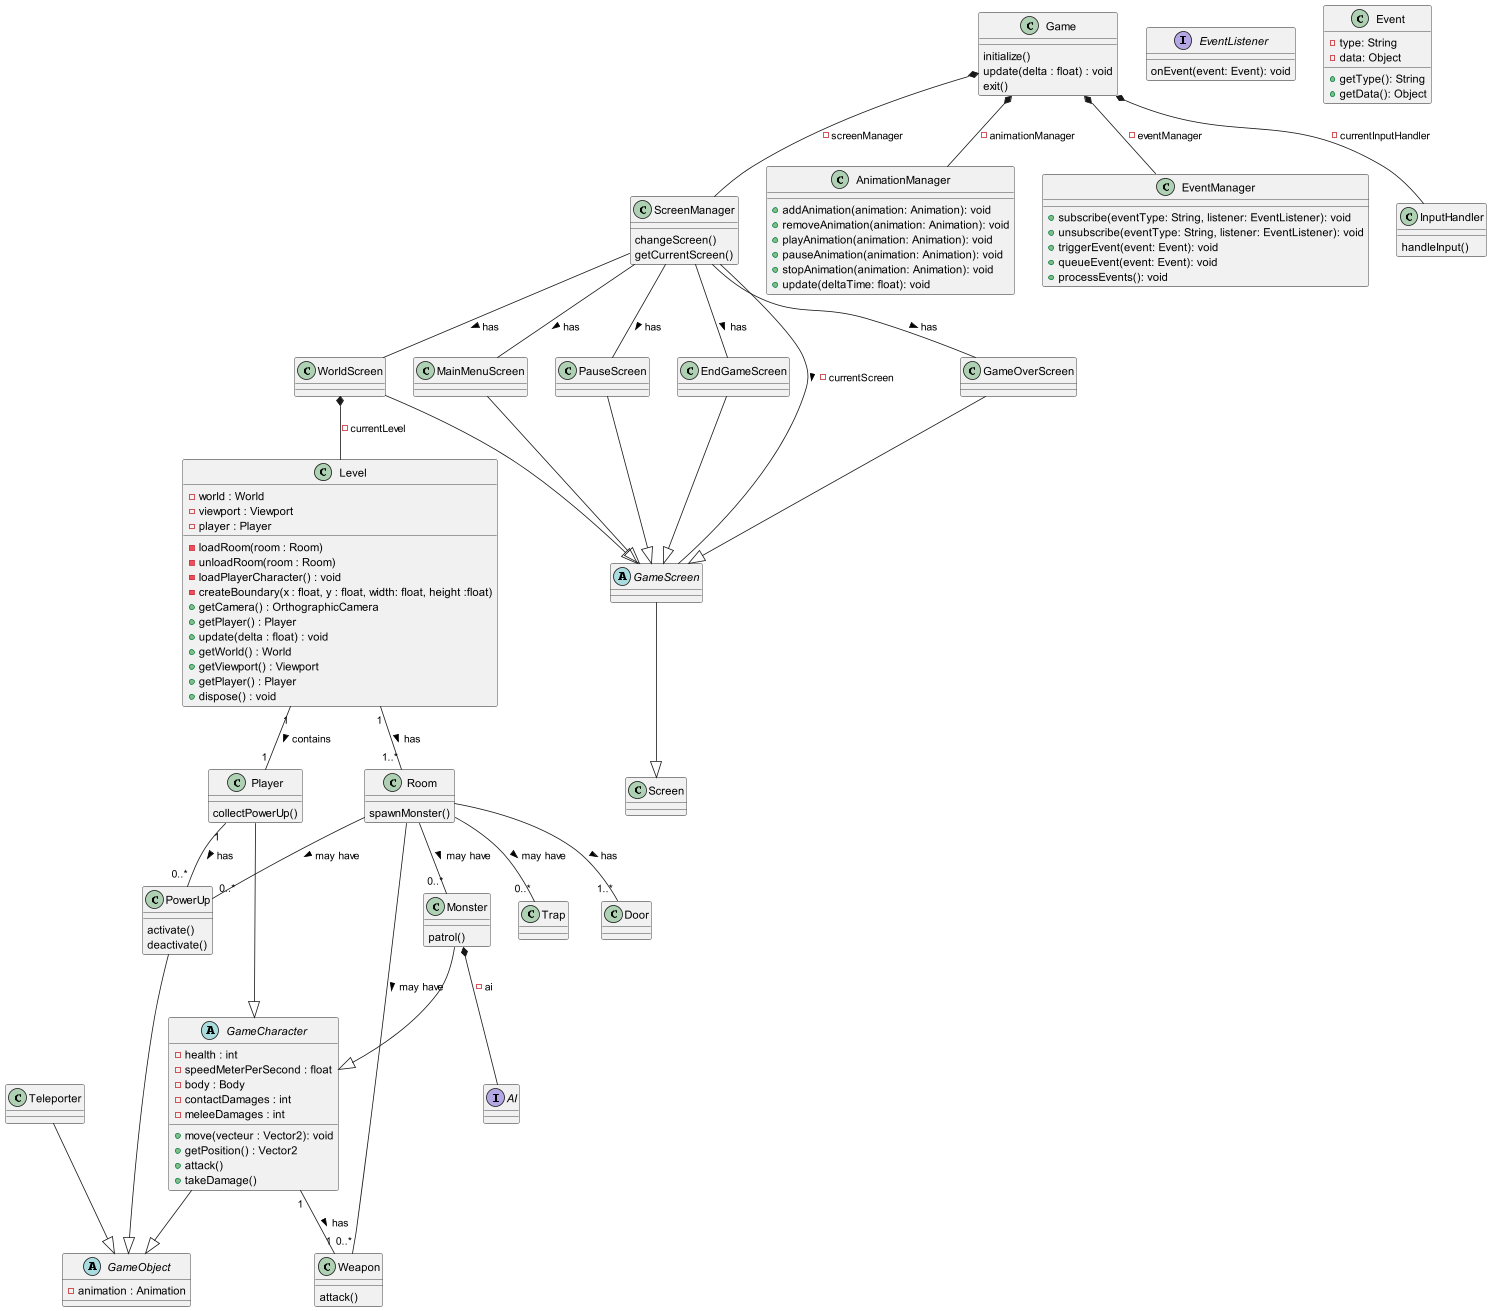 C Game
initialize()
update(delta : float) : void
exit()
I EventListener
onEvent(event: Event): void
C Event
type: String
data: Object
getType(): String
getData(): Object
screenManager
animationManager
eventManager
currentInputHandler
C ScreenManager
changeScreen()
getCurrentScreen()
C AnimationManager
addAnimation(animation: Animation): void
removeAnimation(animation: Animation): void
playAnimation(animation: Animation): void
pauseAnimation(animation: Animation): void
stopAnimation(animation: Animation): void
update(deltaTime: float): void
C EventManager
subscribe(eventType: String, listener: EventListener): void
unsubscribe(eventType: String, listener: EventListener): void
triggerEvent(event: Event): void
queueEvent(event: Event): void
processEvents(): void
C InputHandler
handleInput()
has
has
has
has
has
C WorldScreen
C MainMenuScreen
C PauseScreen
C EndGameScreen
currentScreen
C GameOverScreen
currentLevel
C Level
world : World
viewport : Viewport
player : Player
loadRoom(room : Room)
unloadRoom(room : Room)
loadPlayerCharacter() : void
createBoundary(x : float, y : float, width: float, height :float)
getCamera() : OrthographicCamera
getPlayer() : Player
update(delta : float) : void
getWorld() : World
getViewport() : Viewport
getPlayer() : Player
dispose() : void
A GameScreen
1
contains
1
1
has
1..*
C Player
collectPowerUp()
C Room
spawnMonster()
C Screen
1
has
0..*
may have
0..*
may have
0..*
may have
0..*
has
1..*
C PowerUp
activate()
deactivate()
C Monster
patrol()
C Trap
C Door
may have
ai
A GameCharacter
health : int
speedMeterPerSecond : float
body : Body
contactDamages : int
meleeDamages : int
move(vecteur : Vector2): void
getPosition() : Vector2
attack()
takeDamage()
C Teleporter
I AI
1
has
1
0..*
A GameObject
animation : Animation
C Weapon
attack()